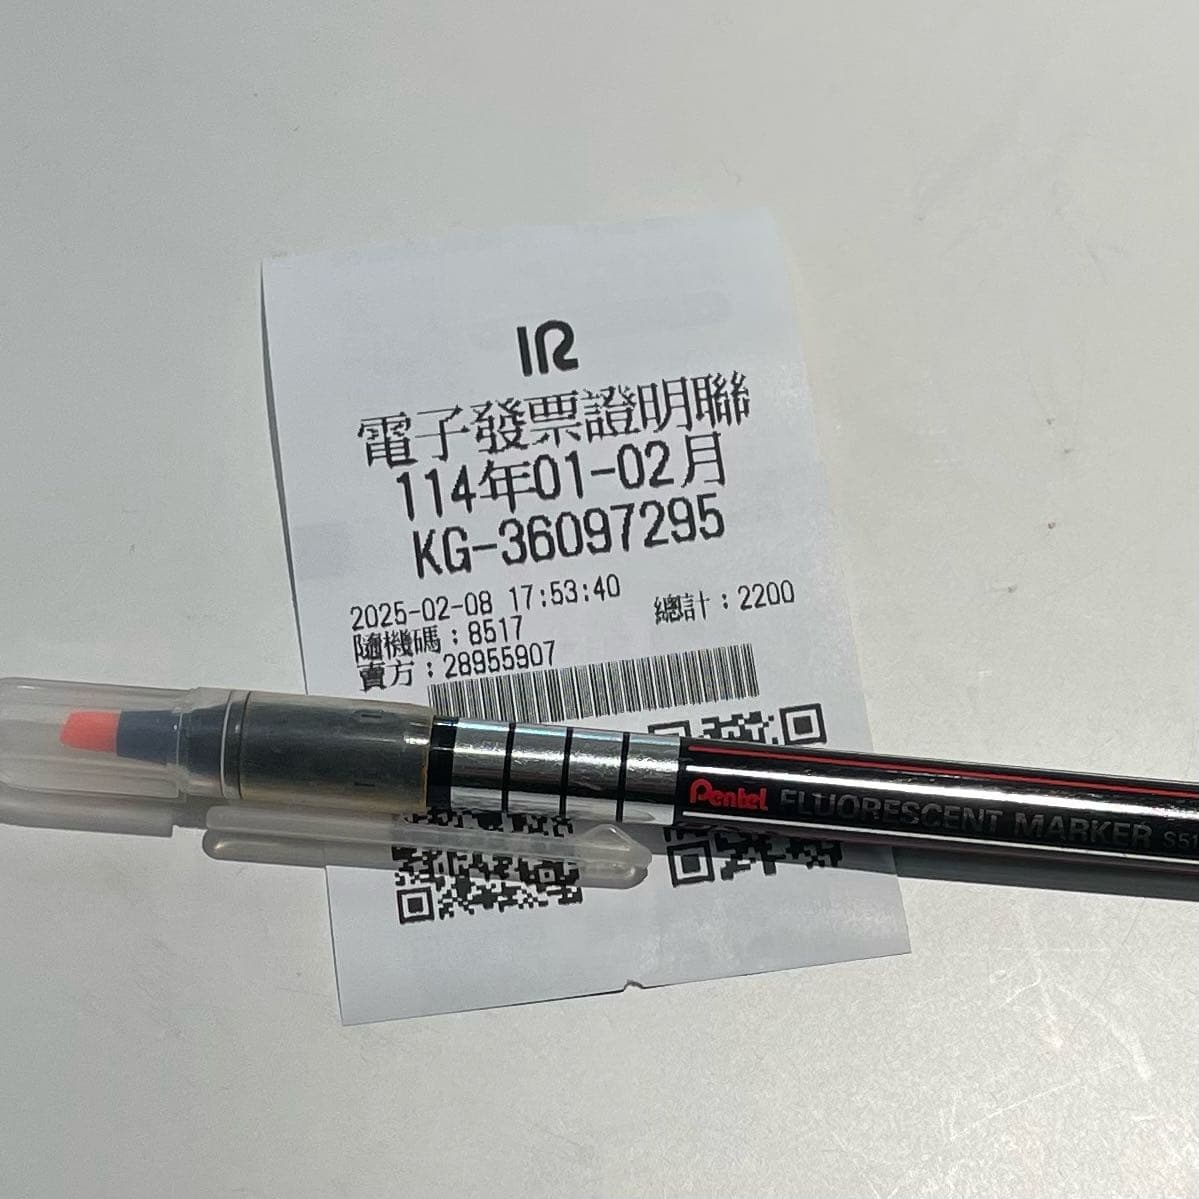 IR
電子發票證明聯
114年01-02月
KG-36097295
2025-02-08 17:53:40
隨機碼：8517 總計：2200
賣方：28955907
Pentel FLUORESCENT MARKER